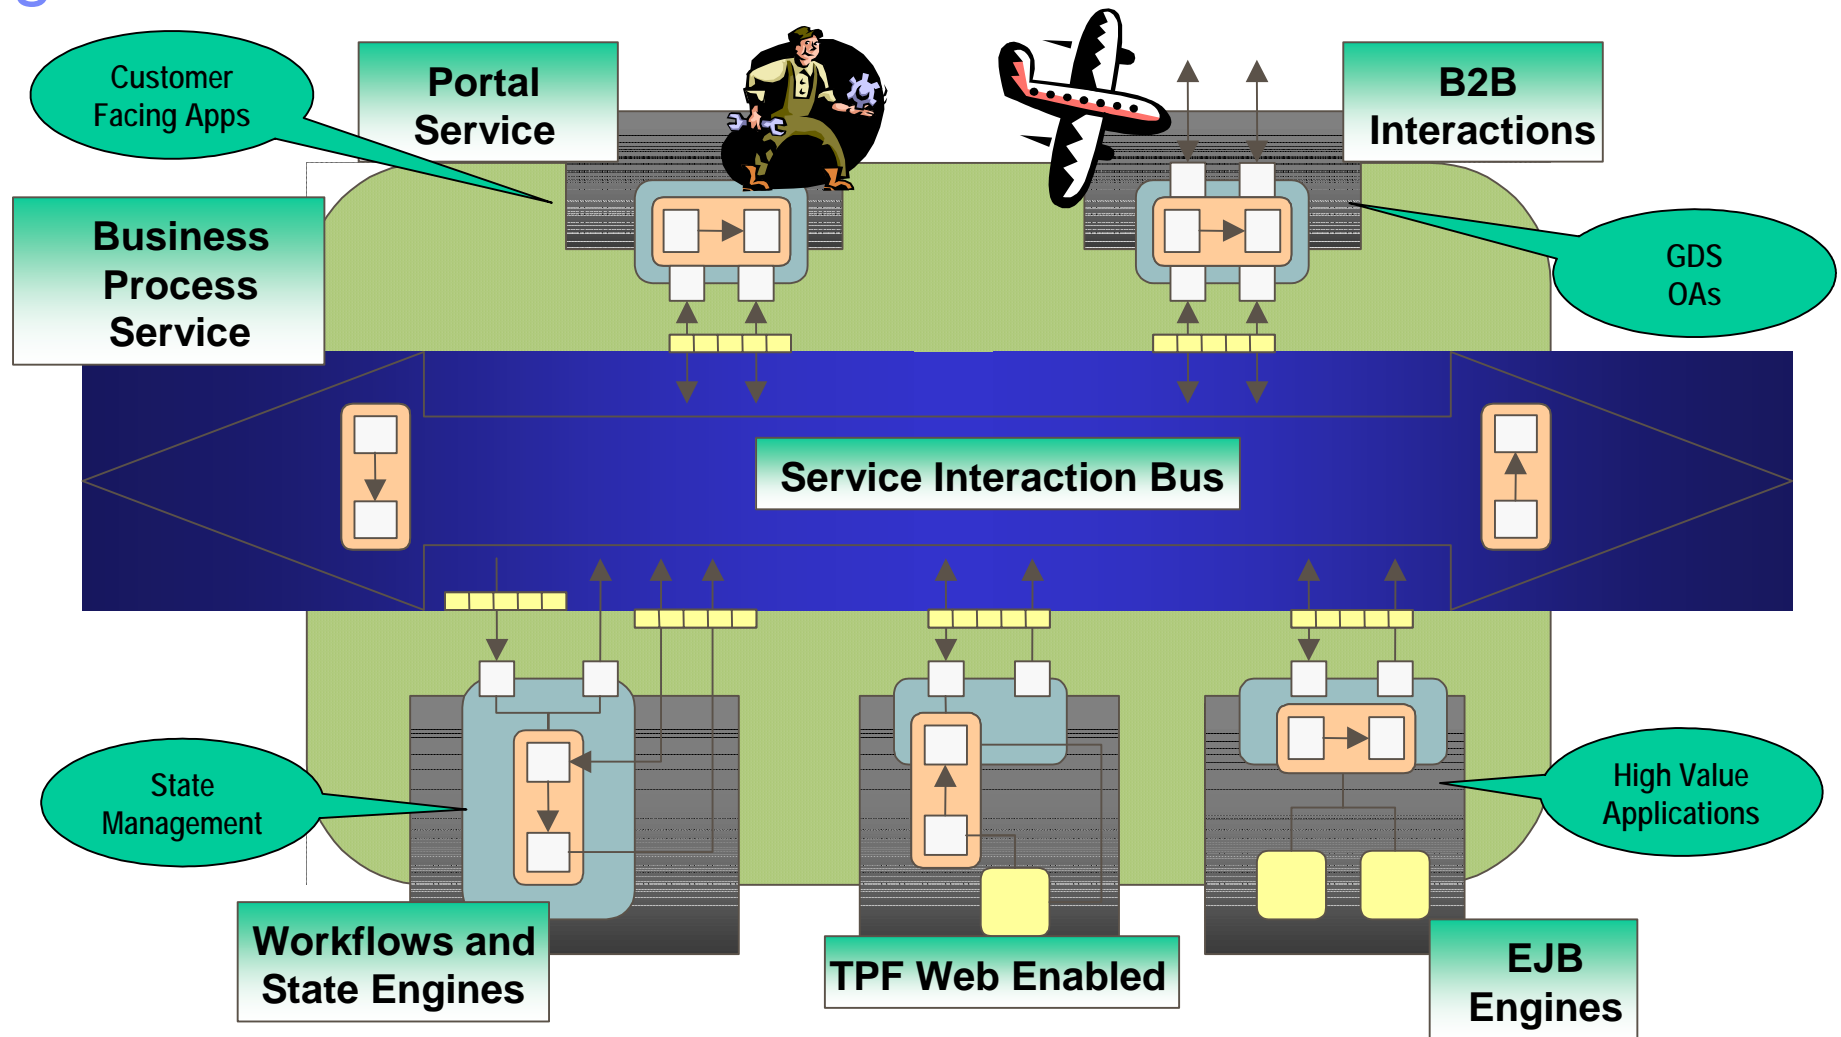 Customer
Facing Apps
Portal
Service
B2B
Interactions
Business
Process
Service
GDS
OAs
Service Interaction Bus
State
Management
High Value
Applications
Workflows and
State Engines
TPF Web Enabled
EJB
Engines